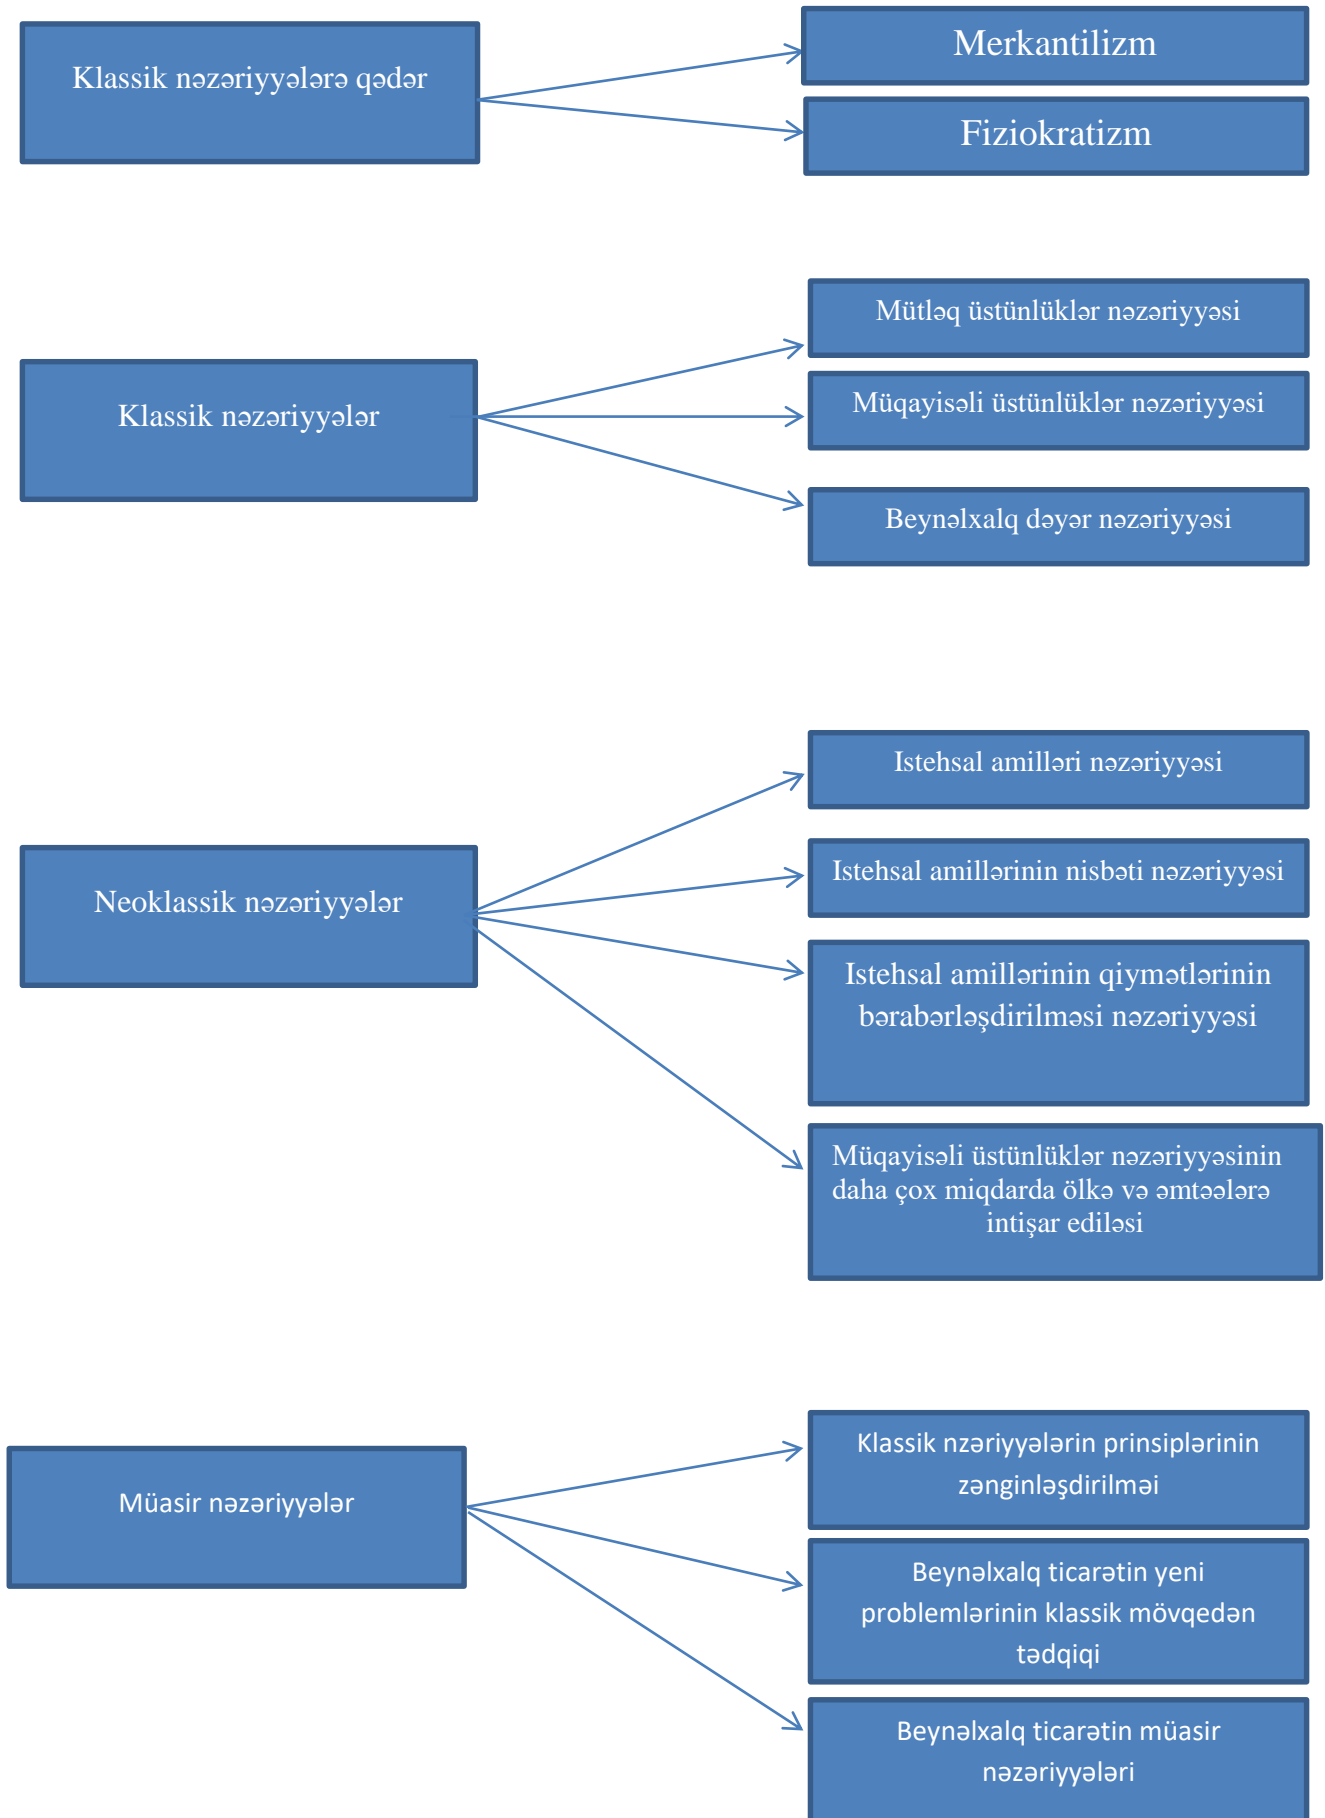 Klassik nəzəriyyələrə qədər
Merkantilizm
Fiziokratizm
Klassik nəzəriyyələr
Mütləq üstünlüklər nəzəriyyəsi
Müqayisəli üstünlüklər nəzəriyyəsi
Beynəlxalq dəyər nəzəriyyəsi
Neoklassik nəzəriyyələr
Istehsal amilləri nəzəriyyəsi
Istehsal amillərinin nisbəti nəzəriyyəsi
Istehsal amillərinin qiymətlərinin
bərabərləşdirilməsi nəzəriyyəsi
Müqayisəli üstünlüklər nəzəriyyəsinin
daha çox miqdarda ölkə və əmtəələrə
intişar ediləsi
Müasir nəzəriyyələr
Klassik nzəriyyələrin prinsiplərinin
zənginləşdirilməi
Beynəlxalq ticarətin yeni
problemlərinin klassik mövqedən
tədqiqi
Beynəlxalq ticarətin müasir
nəzəriyyələri